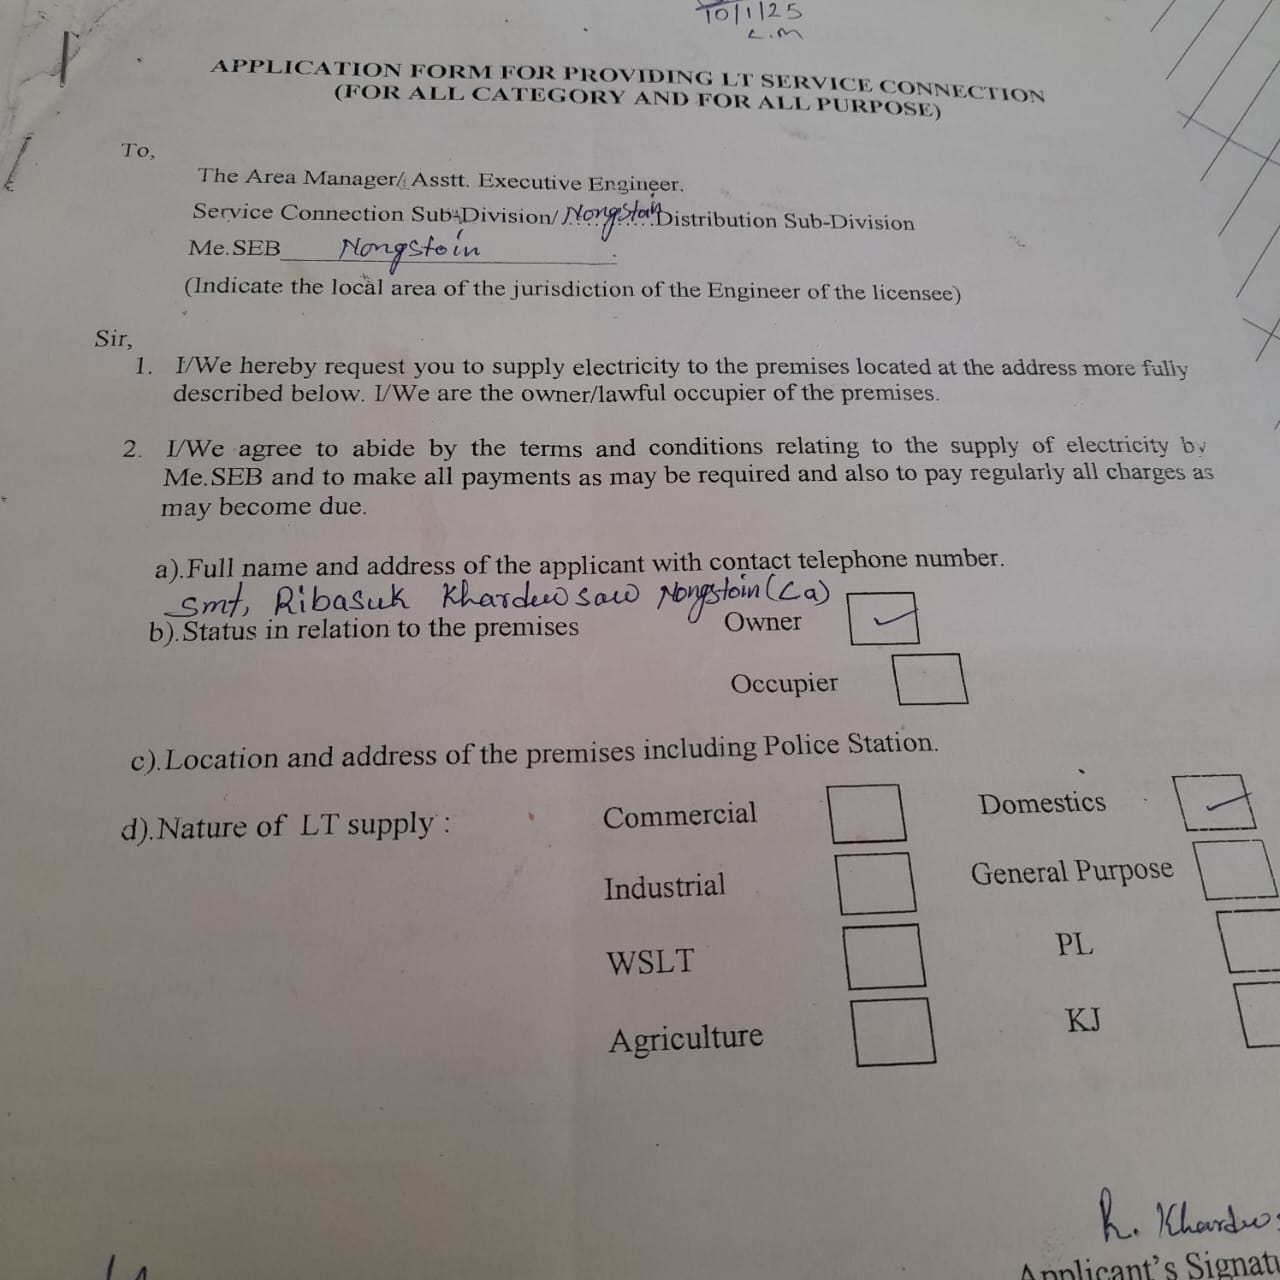 10/1/25
L.M
APPLICATION FORM FOR PROVIDING LT SERVICE CONNECTION
(FOR ALL CATEGORY AND FOR ALL PURPOSE)
To,
The Area Manager/ Asstt. Executive Engineer.
Service Connection Sub-Division/ Nongstoin Distribution Sub-Division
Me.SEB Nongstoin
(Indicate the local area of the jurisdiction of the Engineer of the licensee)
Sir,
1. I/We hereby request you to supply electricity to the premises located at the address more fully
described below. I/We are the owner/lawful occupier of the premises.
2. I/We agree to abide by the terms and conditions relating to the supply of electricity by
Me.SEB and to make all payments as may be required and also to pay regularly all charges as
may become due.
a).Full name and address of the applicant with contact telephone number.
Smt, Ribasuk Kharduwsaw Nongstoin (La)
b).Status in relation to the premises Owner
Occupier
c).Location and address of the premises including Police Station.
d).Nature of LT supply : Commercial Domestics
Industrial General Purpose
WSLT PL
Agriculture KJ
R.
Applicant's